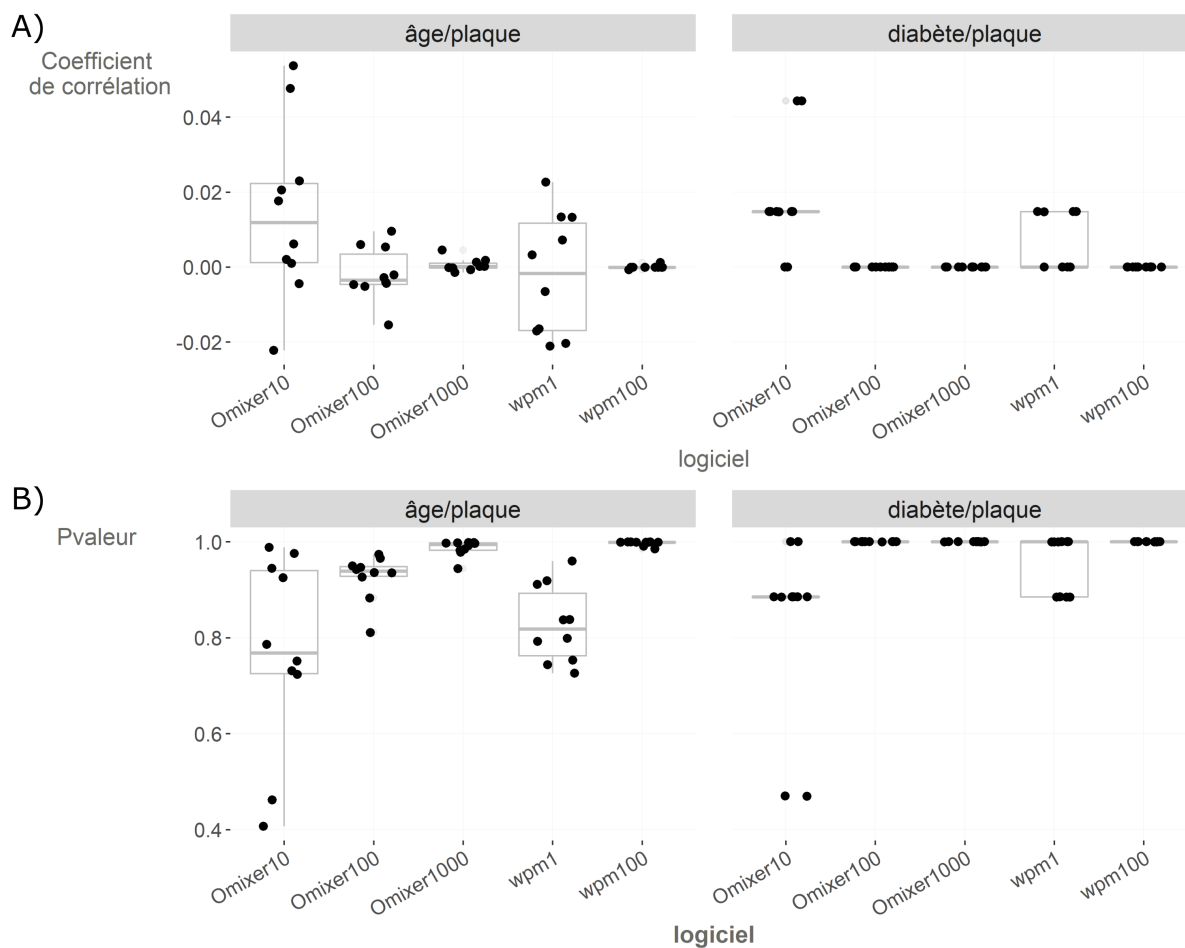 A)
âge/plaque
diabète/plaque
Coefficient
de corrélation
0.04
0.02
0.00
-0.02
Omixer10
Omixer100
Omixer1000
wpm1
wpm100
Omixer10
Omixer100
Omixer1000
wpm1
wpm100
logiciel
B)
âge/plaque
diabète/plaque
Pvaleur
1.0
0.8
0.6
0.4
Omixer10
Omixer100
Omixer1000
wpm1
wpm100
Omixer10
Omixer100
Omixer1000
wpm1
wpm100
logiciel